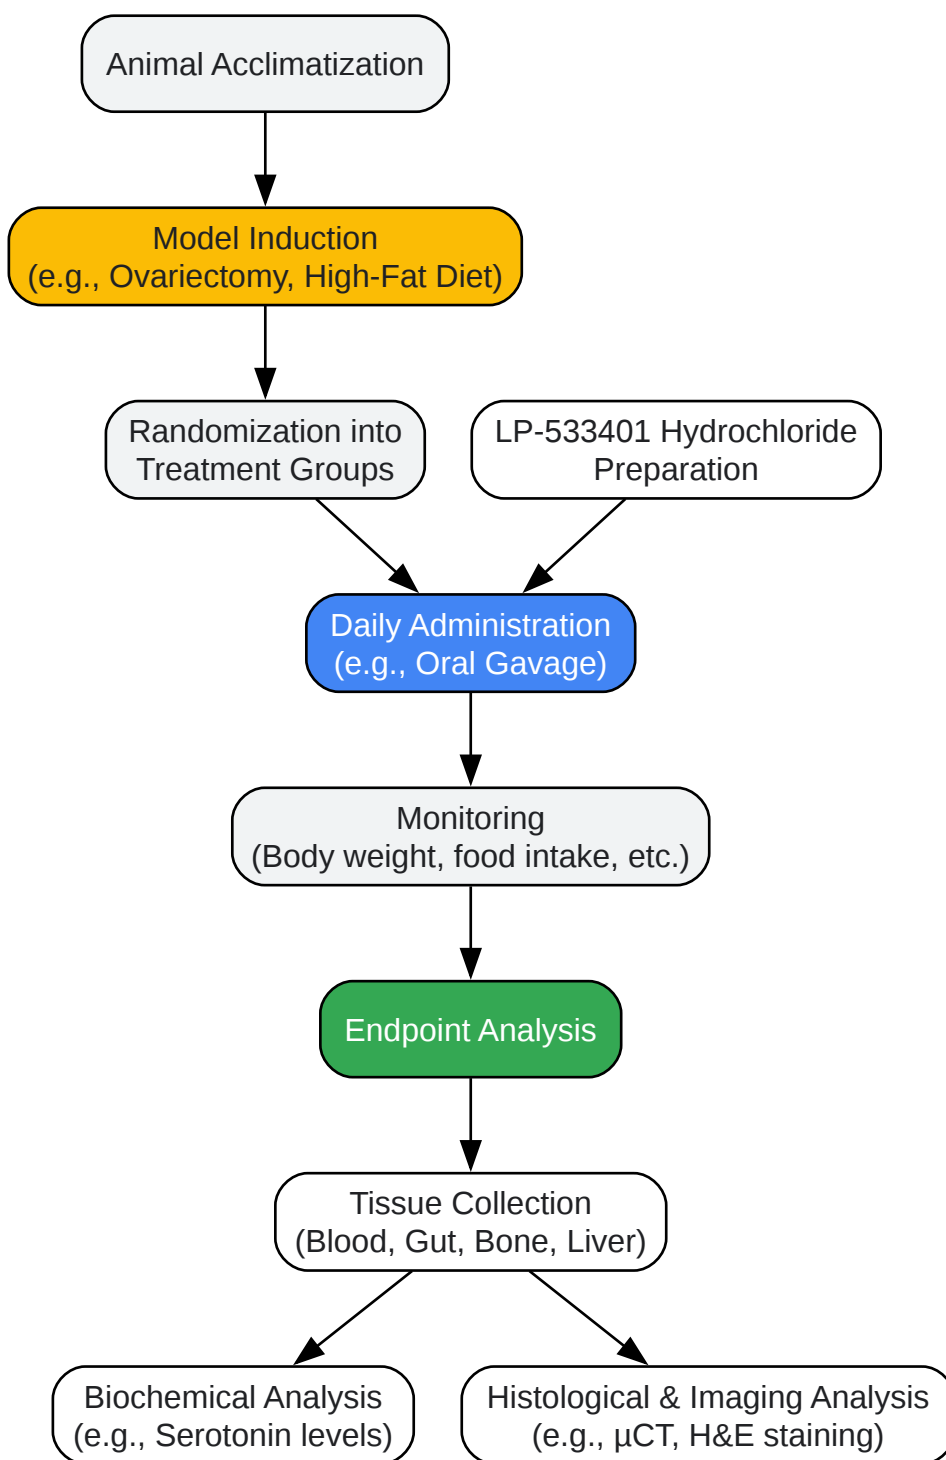 Animal Acclimatization
Model Induction
(e.g., Ovariectomy, High-Fat Diet)
Randomization into
Treatment Groups
LP-533401 Hydrochloride
Preparation
Daily Administration
(e.g., Oral Gavage)
Monitoring
(Body weight, food intake, etc.)
Endpoint Analysis
Tissue Collection
(Blood, Gut, Bone, Liver)
Biochemical Analysis
(e.g., Serotonin levels)
Histological & Imaging Analysis
(e.g., µCT, H&E staining)